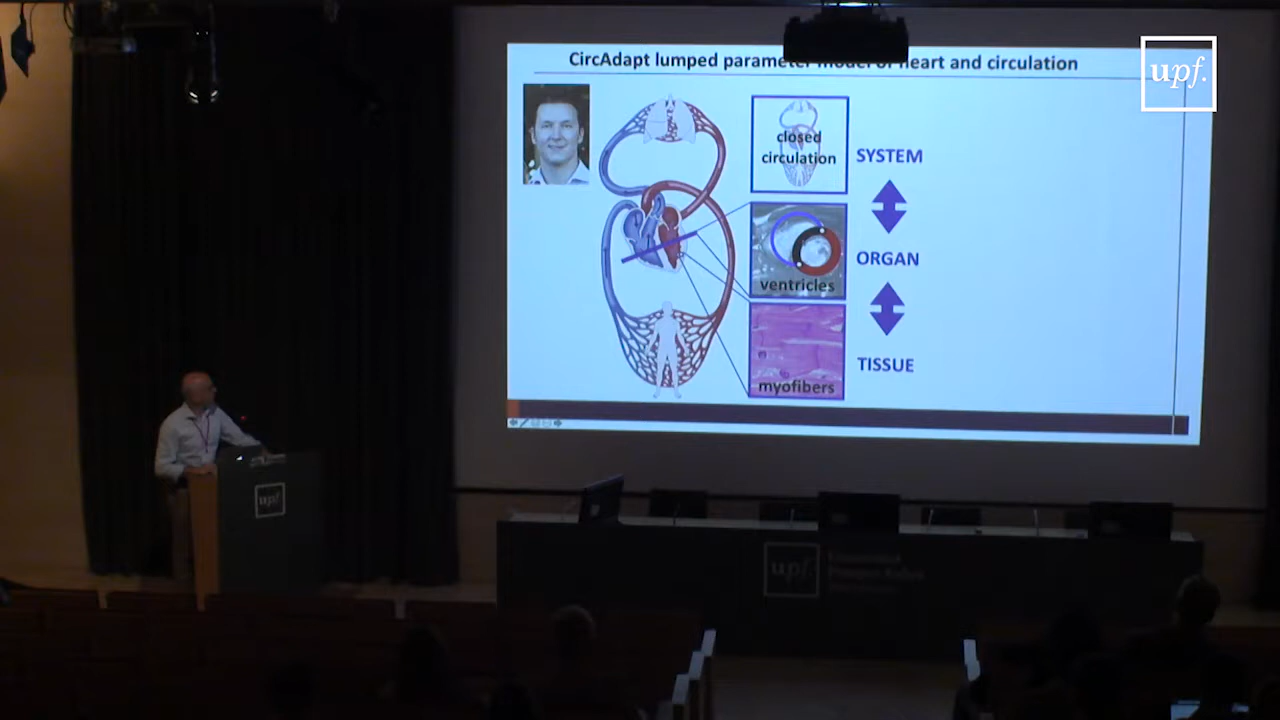 CircAdapt lumped parameter model of heart and circulation
upf.
closed
circulation
SYSTEM
ventricles
ORGAN
myofibers
TISSUE
upf.
upf.